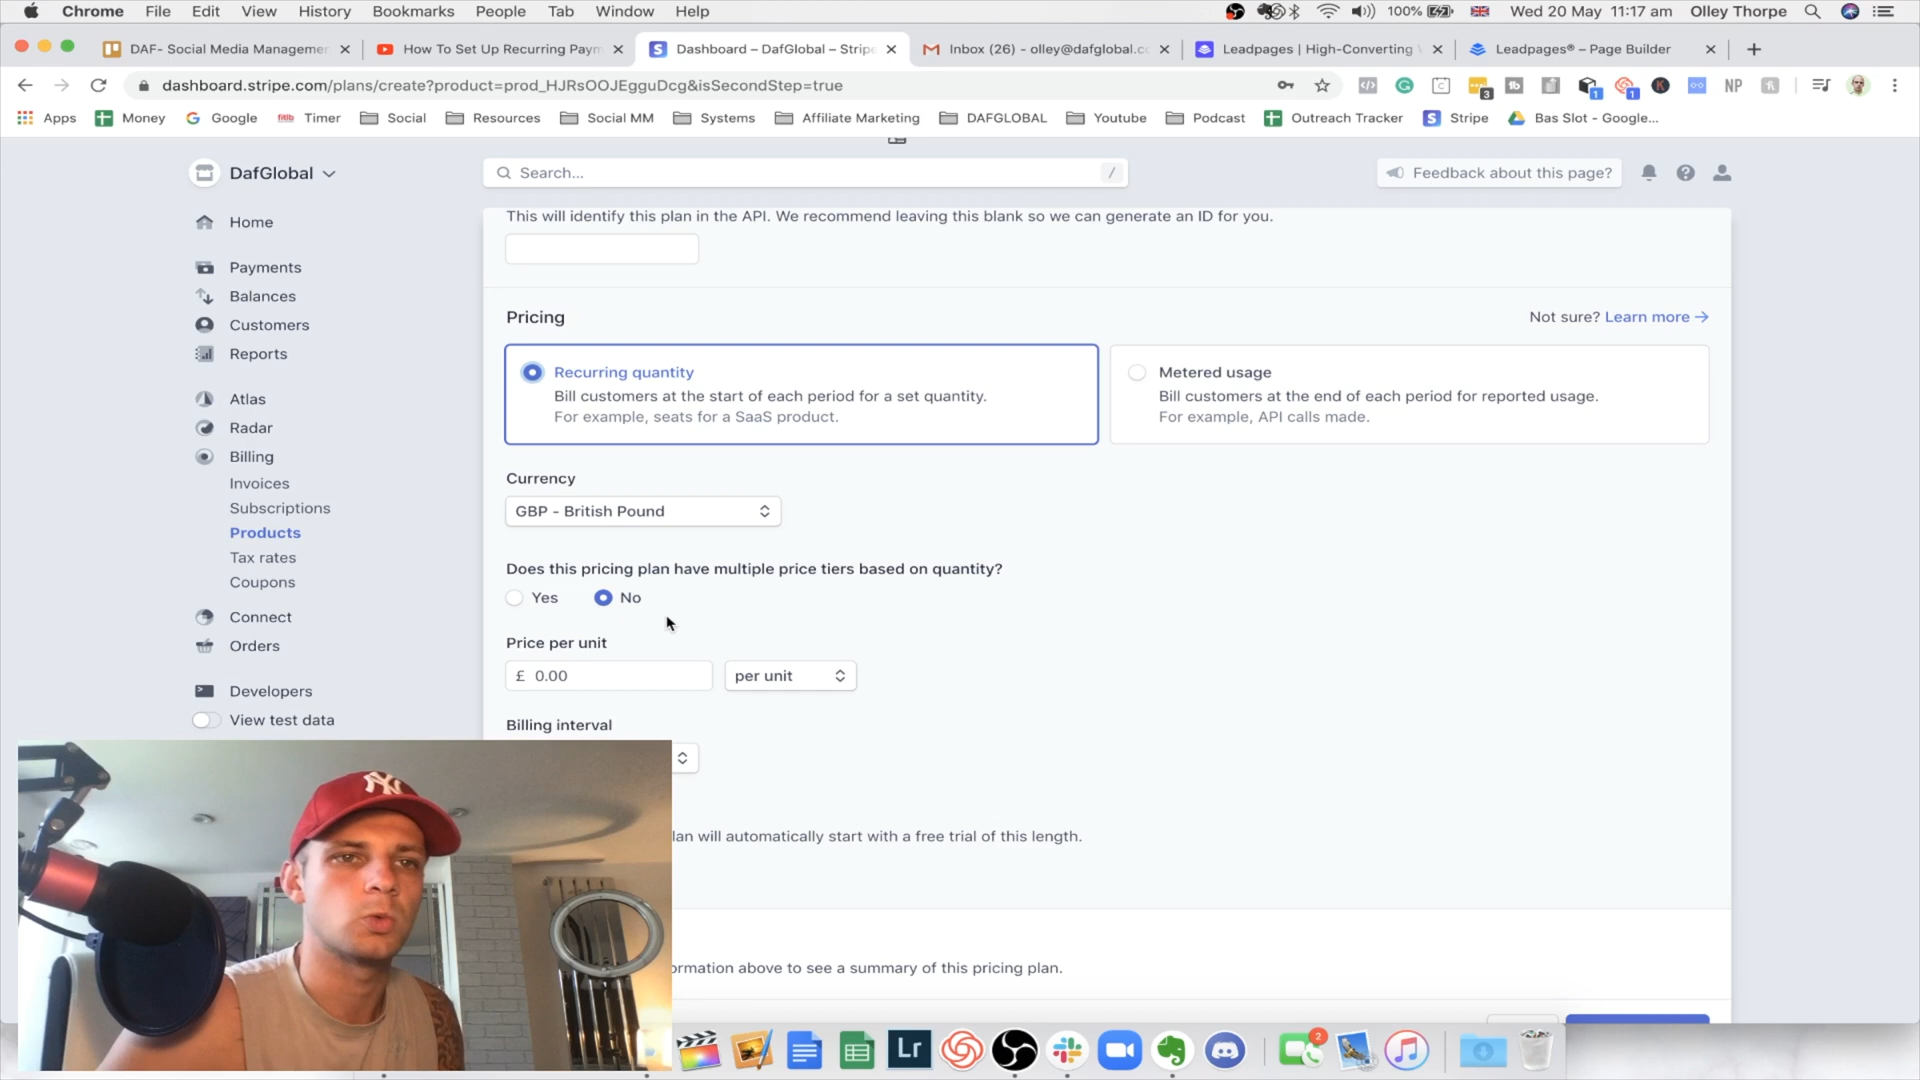 Chrome File Edit View History Bookmarks People Tab Window Help 100% Wed 20 May 11:17 am Olley Thorpe
DAF- Social Media Manageme How To Set Up Recurring Paym Dashboard – DafGlobal – Stripe Inbox (26) - olley@dafglobal.c Leadpages | High-Converting Leadpages® – Page Builder
dashboard.stripe.com/plans/create?product=prod_HJRsOOJEgguDcg&isSecondStep=true
3 1 1 K NP
Apps Money Google Timer Social Resources Social MM Systems Affiliate Marketing DAFGLOBAL Youtube Podcast Outreach Tracker Stripe Bas Slot - Google...
DafGlobal
Search... /
Feedback about this page?
Home
Payments
Balances
Customers
Reports
Atlas
Radar
Billing
Invoices
Subscriptions
Products
Tax rates
Coupons
Connect
Orders
Developers
View test data
This will identify this plan in the API. We recommend leaving this blank so we can generate an ID for you.
Pricing
Not sure? Learn more →
Recurring quantity
Bill customers at the start of each period for a set quantity.
For example, seats for a SaaS product.
Metered usage
Bill customers at the end of each period for reported usage.
For example, API calls made.
Currency
GBP - British Pound
Does this pricing plan have multiple price tiers based on quantity?
Yes No
Price per unit
£ 0.00 per unit
Billing interval
lan will automatically start with a free trial of this length.
ormation above to see a summary of this pricing plan.
NY
Lr
2